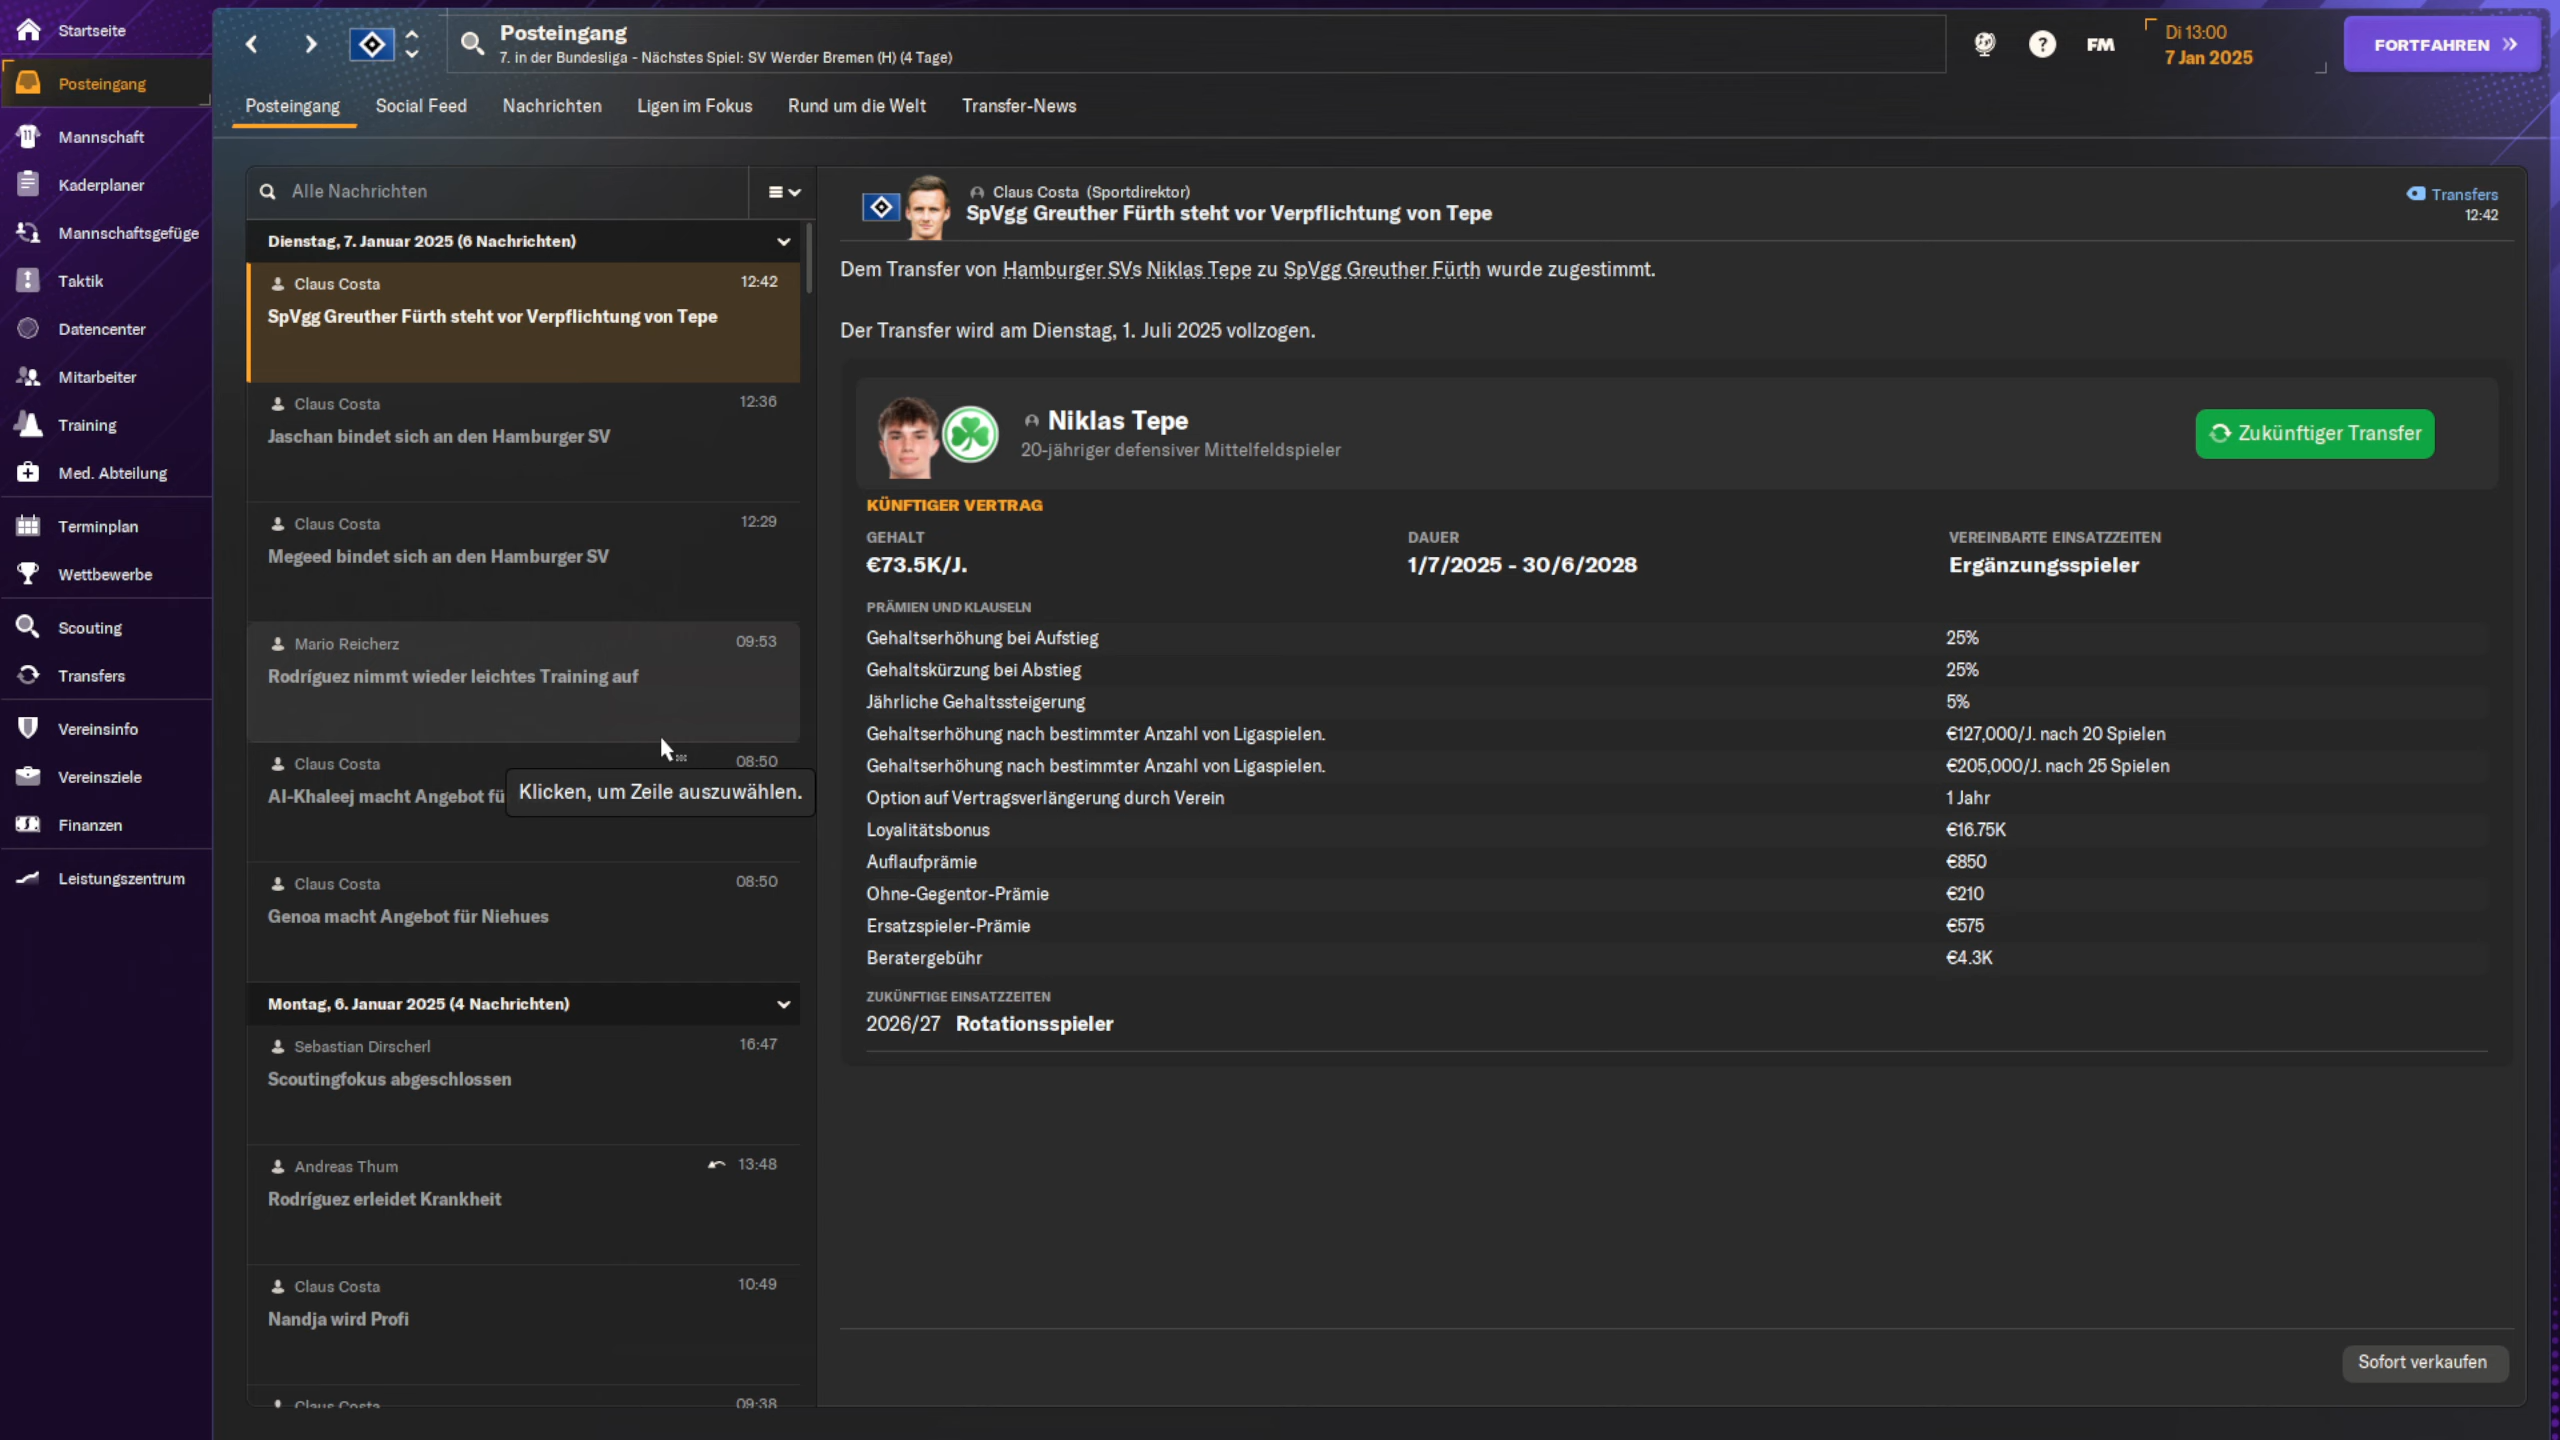 Startseite
Posteingang
Mannschaft
Kaderplaner
Mannschaftsgefüge
Taktik
Datencenter
Mitarbeiter
Training
Med. Abteilung
Terminplan
Wettbewerbe
Scouting
Transfers
Vereinsinfo
Vereinsziele
Finanzen
Leistungszentrum
Posteingang
7. in der Bundesliga - Nächstes Spiel: SV Werder Bremen (H) (4 Tage)
?
FM
Di 13:00
7 Jan 2025
FORTFAHREN
Posteingang Social Feed Nachrichten Ligen im Fokus Rund um die Welt Transfer-News
Alle Nachrichten
Dienstag, 7. Januar 2025 (6 Nachrichten)
Claus Costa 12:42
SpVgg Greuther Fürth steht vor Verpflichtung von Tepe
Claus Costa 12:36
Jaschan bindet sich an den Hamburger SV
Claus Costa 12:29
Megeed bindet sich an den Hamburger SV
Mario Reicherz 09:53
Rodríguez nimmt wieder leichtes Training auf
Claus Costa 08:50
Al-Khaleej macht Angebot fü
Klicken, um Zeile auszuwählen.
Claus Costa 08:50
Genoa macht Angebot für Niehues
Montag, 6. Januar 2025 (4 Nachrichten)
Sebastian Dirscherl 16:47
Scoutingfokus abgeschlossen
Andreas Thum 13:48
Rodríguez erleidet Krankheit
Claus Costa 10:49
Nandja wird Profi
Claus Costa 09:38
Claus Costa (Sportdirektor)
SpVgg Greuther Fürth steht vor Verpflichtung von Tepe
Transfers
12:42
Dem Transfer von Hamburger SVs Niklas Tepe zu SpVgg Greuther Fürth wurde zugestimmt.
Der Transfer wird am Dienstag, 1. Juli 2025 vollzogen.
Niklas Tepe
20-jähriger defensiver Mittelfeldspieler
Zukünftiger Transfer
KÜNFTIGER VERTRAG
GEHALT DAUER VEREINBARTE EINSATZZEITEN
€73.5K/J. 1/7/2025 - 30/6/2028 Ergänzungsspieler
PRÄMIEN UND KLAUSELN
Gehaltserhöhung bei Aufstieg 25%
Gehaltskürzung bei Abstieg 25%
Jährliche Gehaltssteigerung 5%
Gehaltserhöhung nach bestimmter Anzahl von Ligaspielen. €127,000/J. nach 20 Spielen
Gehaltserhöhung nach bestimmter Anzahl von Ligaspielen. €205,000/J. nach 25 Spielen
Option auf Vertragsverlängerung durch Verein 1 Jahr
Loyalitätsbonus €16.75K
Auflaufprämie €850
Ohne-Gegentor-Prämie €210
Ersatzspieler-Prämie €575
Beratergebühr €4.3K
ZUKÜNFTIGE EINSATZZEITEN
2026/27 Rotationsspieler
Sofort verkaufen